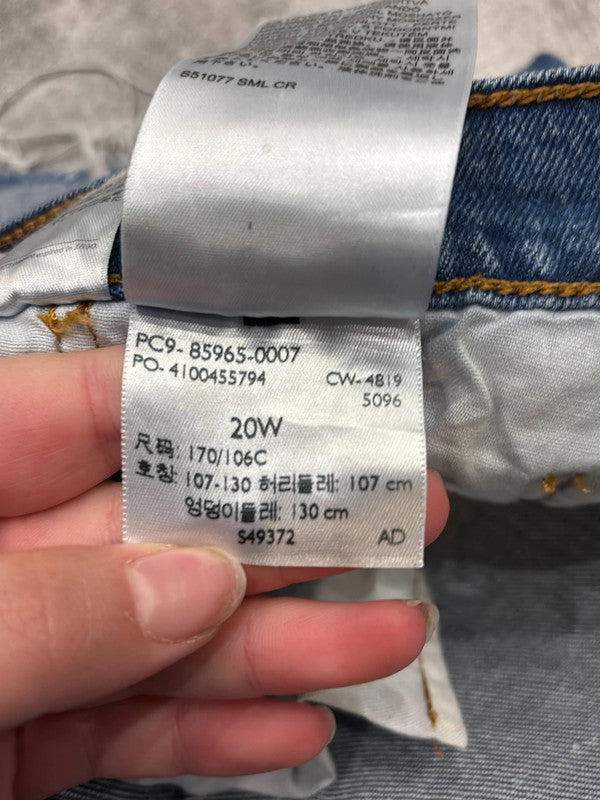 S51077 SML CR
PC9- 85965-0007
PO- 4100455794 CW- 4819
5096
20W
尺码: 170/106C
호칭: 107-130 허리둘레: 107 cm
엉덩이둘레: 130 cm
S49372 AD